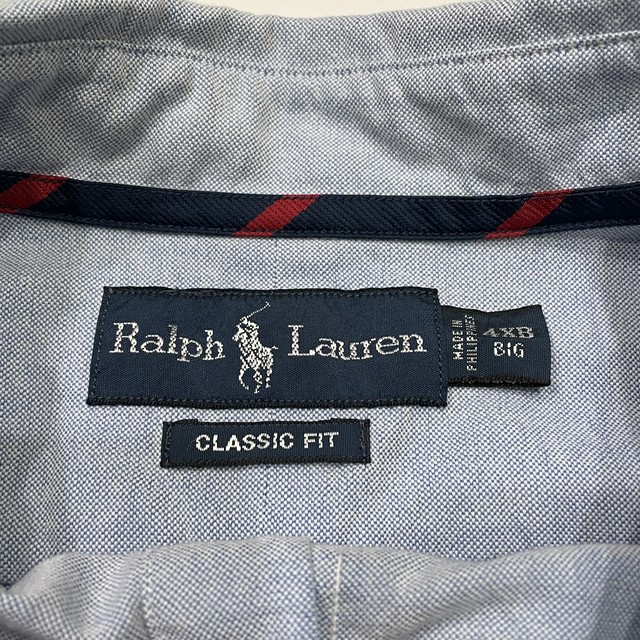 Ralph Lauren
MADE IN
PHILIPPINES
4XB
BIG
CLASSIC FIT